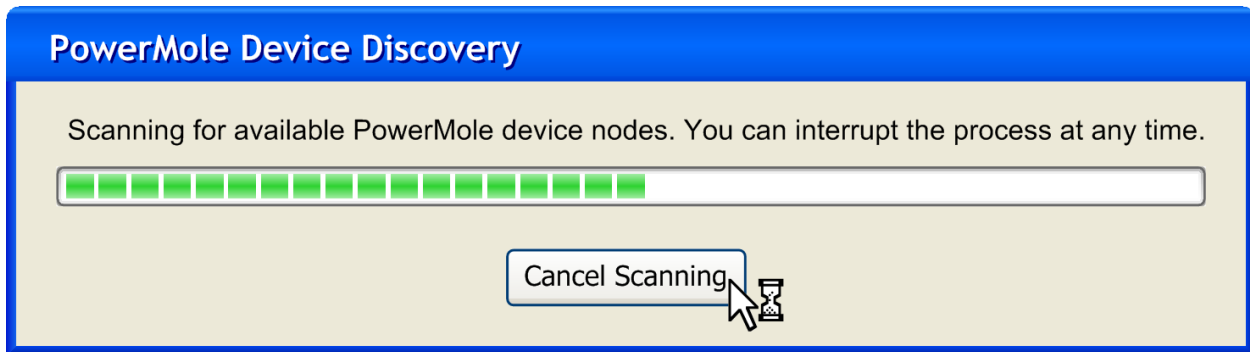 PowerMole Device Discovery
Scanning for available PowerMole device nodes. You can interrupt the process at any time.
Cancel Scanning